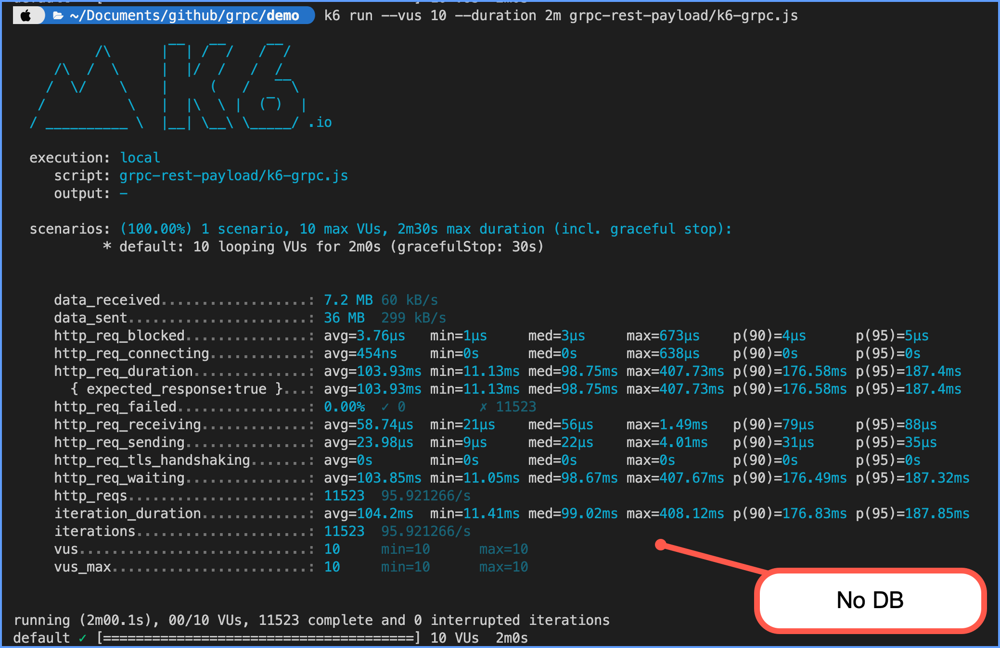 ~/Documents/github/grpc/demo k6 run --vus 10 --duration 2m grpc-rest-payload/k6-grpc.js
.io
execution: local
script: grpc-rest-payload/k6-grpc.js
output: -
scenarios: (100.00%) 1 scenario, 10 max VUs, 2m30s max duration (incl. graceful stop):
* default: 10 looping VUs for 2m0s (gracefulStop: 30s)
data_received..................: 7.2 MB 60 kB/s
data_sent......................: 36 MB 299 kB/s
http_req_blocked...............: avg=3.76µs min=1µs med=3µs max=673µs p(90)=4µs p(95)=5µs
http_req_connecting............: avg=454ns min=0s med=0s max=638µs p(90)=0s p(95)=0s
http_req_duration..............: avg=103.93ms min=11.13ms med=98.75ms max=407.73ms p(90)=176.58ms p(95)=187.4ms
{ expected_response:true }...: avg=103.93ms min=11.13ms med=98.75ms max=407.73ms p(90)=176.58ms p(95)=187.4ms
http_req_failed................: 0.00% ✓ 0 ✗ 11523
http_req_receiving.............: avg=58.74µs min=21µs med=56µs max=1.49ms p(90)=79µs p(95)=88µs
http_req_sending...............: avg=23.98µs min=9µs med=22µs max=4.01ms p(90)=31µs p(95)=35µs
http_req_tls_handshaking.......: avg=0s min=0s med=0s max=0s p(90)=0s p(95)=0s
http_req_waiting...............: avg=103.85ms min=11.05ms med=98.67ms max=407.67ms p(90)=176.49ms p(95)=187.32ms
http_reqs......................: 11523 95.921266/s
iteration_duration.............: avg=104.2ms min=11.41ms med=99.02ms max=408.12ms p(90)=176.83ms p(95)=187.85ms
iterations.....................: 11523 95.921266/s
vus............................: 10 min=10 max=10
vus_max........................: 10 min=10 max=10
No DB
running (2m00.1s), 00/10 VUs, 11523 complete and 0 interrupted iterations
default ✓ [======================================] 10 VUs 2m0s